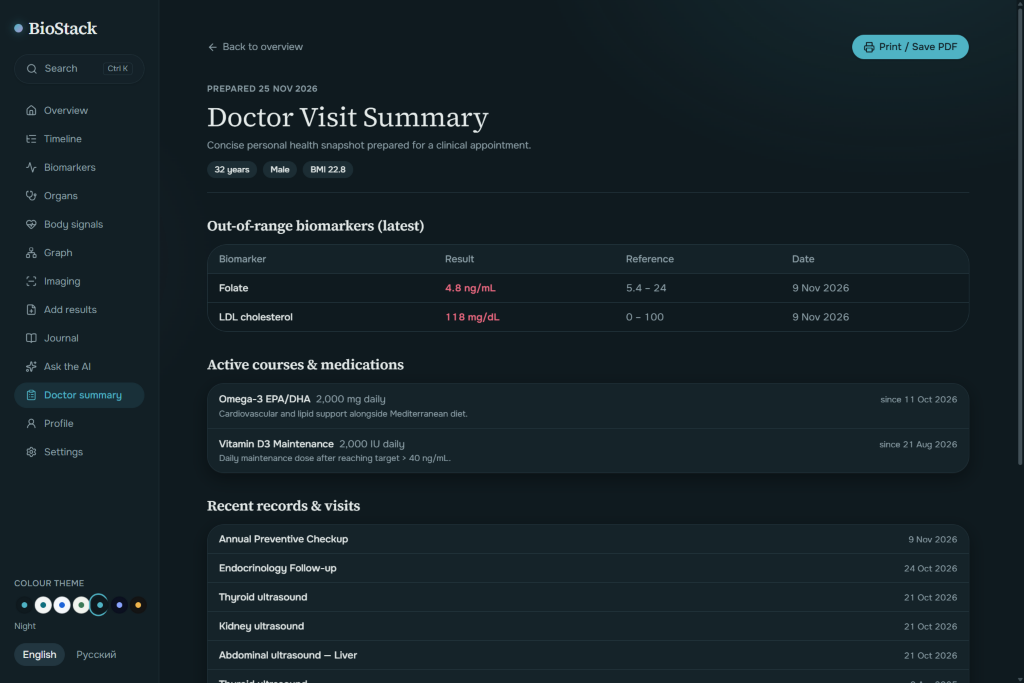 BioStack
Search Ctrl K
Overview
Timeline
Biomarkers
Organs
Body signals
Graph
Imaging
Add results
Journal
Ask the AI
Doctor summary
Profile
Settings
COLOUR THEME
Night
English Русский
Back to overview
Print / Save PDF
PREPARED 25 NOV 2026
Doctor Visit Summary
Concise personal health snapshot prepared for a clinical appointment.
32 years Male BMI 22.8
Out-of-range biomarkers (latest)
Biomarker Result Reference Date
Folate 4.8 ng/mL 5.4 – 24 9 Nov 2026
LDL cholesterol 118 mg/dL 0 – 100 9 Nov 2026
Active courses & medications
Omega-3 EPA/DHA 2,000 mg daily since 11 Oct 2026
Cardiovascular and lipid support alongside Mediterranean diet.
Vitamin D3 Maintenance 2,000 IU daily since 21 Aug 2026
Daily maintenance dose after reaching target > 40 ng/mL.
Recent records & visits
Annual Preventive Checkup 9 Nov 2026
Endocrinology Follow-up 24 Oct 2026
Thyroid ultrasound 21 Oct 2026
Kidney ultrasound 21 Oct 2026
Abdominal ultrasound — Liver 21 Oct 2026
Thyroid ultrasound